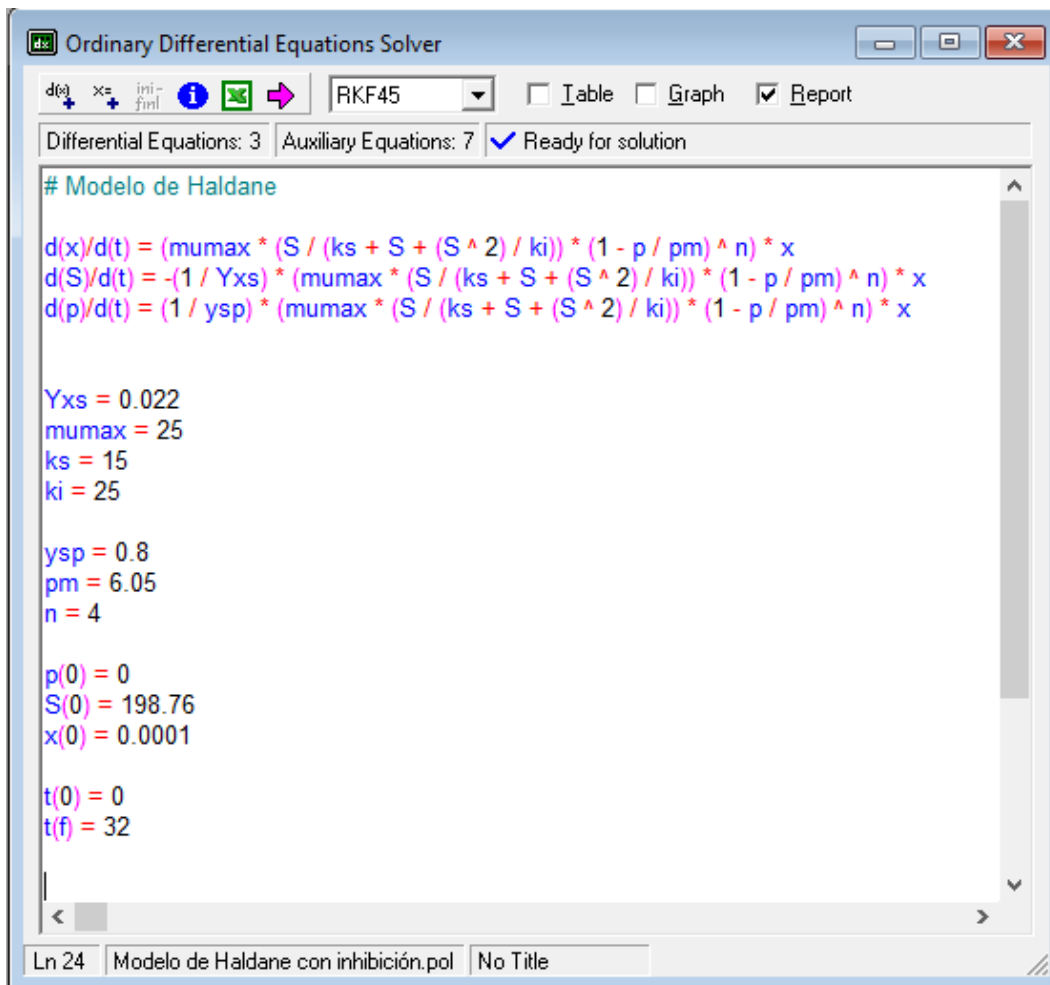 Ordinary Differential Equations Solver
d(x) x= ini- finl RKF45 Table Graph Report
Differential Equations: 3 Auxiliary Equations: 7 Ready for solution
# Modelo de Haldane
d(x)/d(t) = (mumax * (S / (ks + S + (S ^ 2) / ki)) * (1 - p / pm) ^ n) * x
d(S)/d(t) = -(1 / Yxs) * (mumax * (S / (ks + S + (S ^ 2) / ki)) * (1 - p / pm) ^ n) * x
d(p)/d(t) = (1 / ysp) * (mumax * (S / (ks + S + (S ^ 2) / ki)) * (1 - p / pm) ^ n) * x
Yxs = 0.022
mumax = 25
ks = 15
ki = 25
ysp = 0.8
pm = 6.05
n = 4
p(0) = 0
S(0) = 198.76
x(0) = 0.0001
t(0) = 0
t(f) = 32
Ln 24 Modelo de Haldane con inhibición.pol No Title